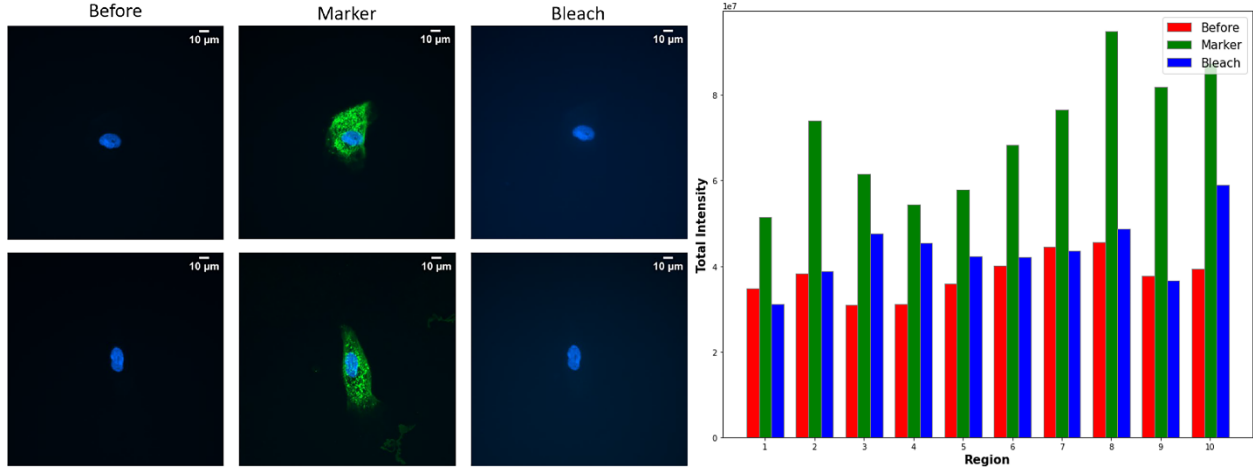 Before
Marker
Bleach
10 µm
10 µm
10 µm
10 µm
10 µm
10 µm
1e7
Before
Marker
Bleach
8
6
4
2
0
Total Intensity
1 2 3 4 5 6 7 8 9 10
Region